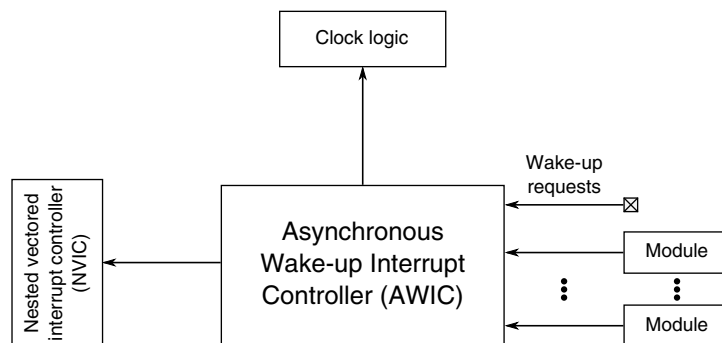 Clock logic
Wake-up
requests
Nested vectored
interrupt controller
(NVIC)
Asynchronous
Wake-up Interrupt
Controller (AWIC)
Module
Module